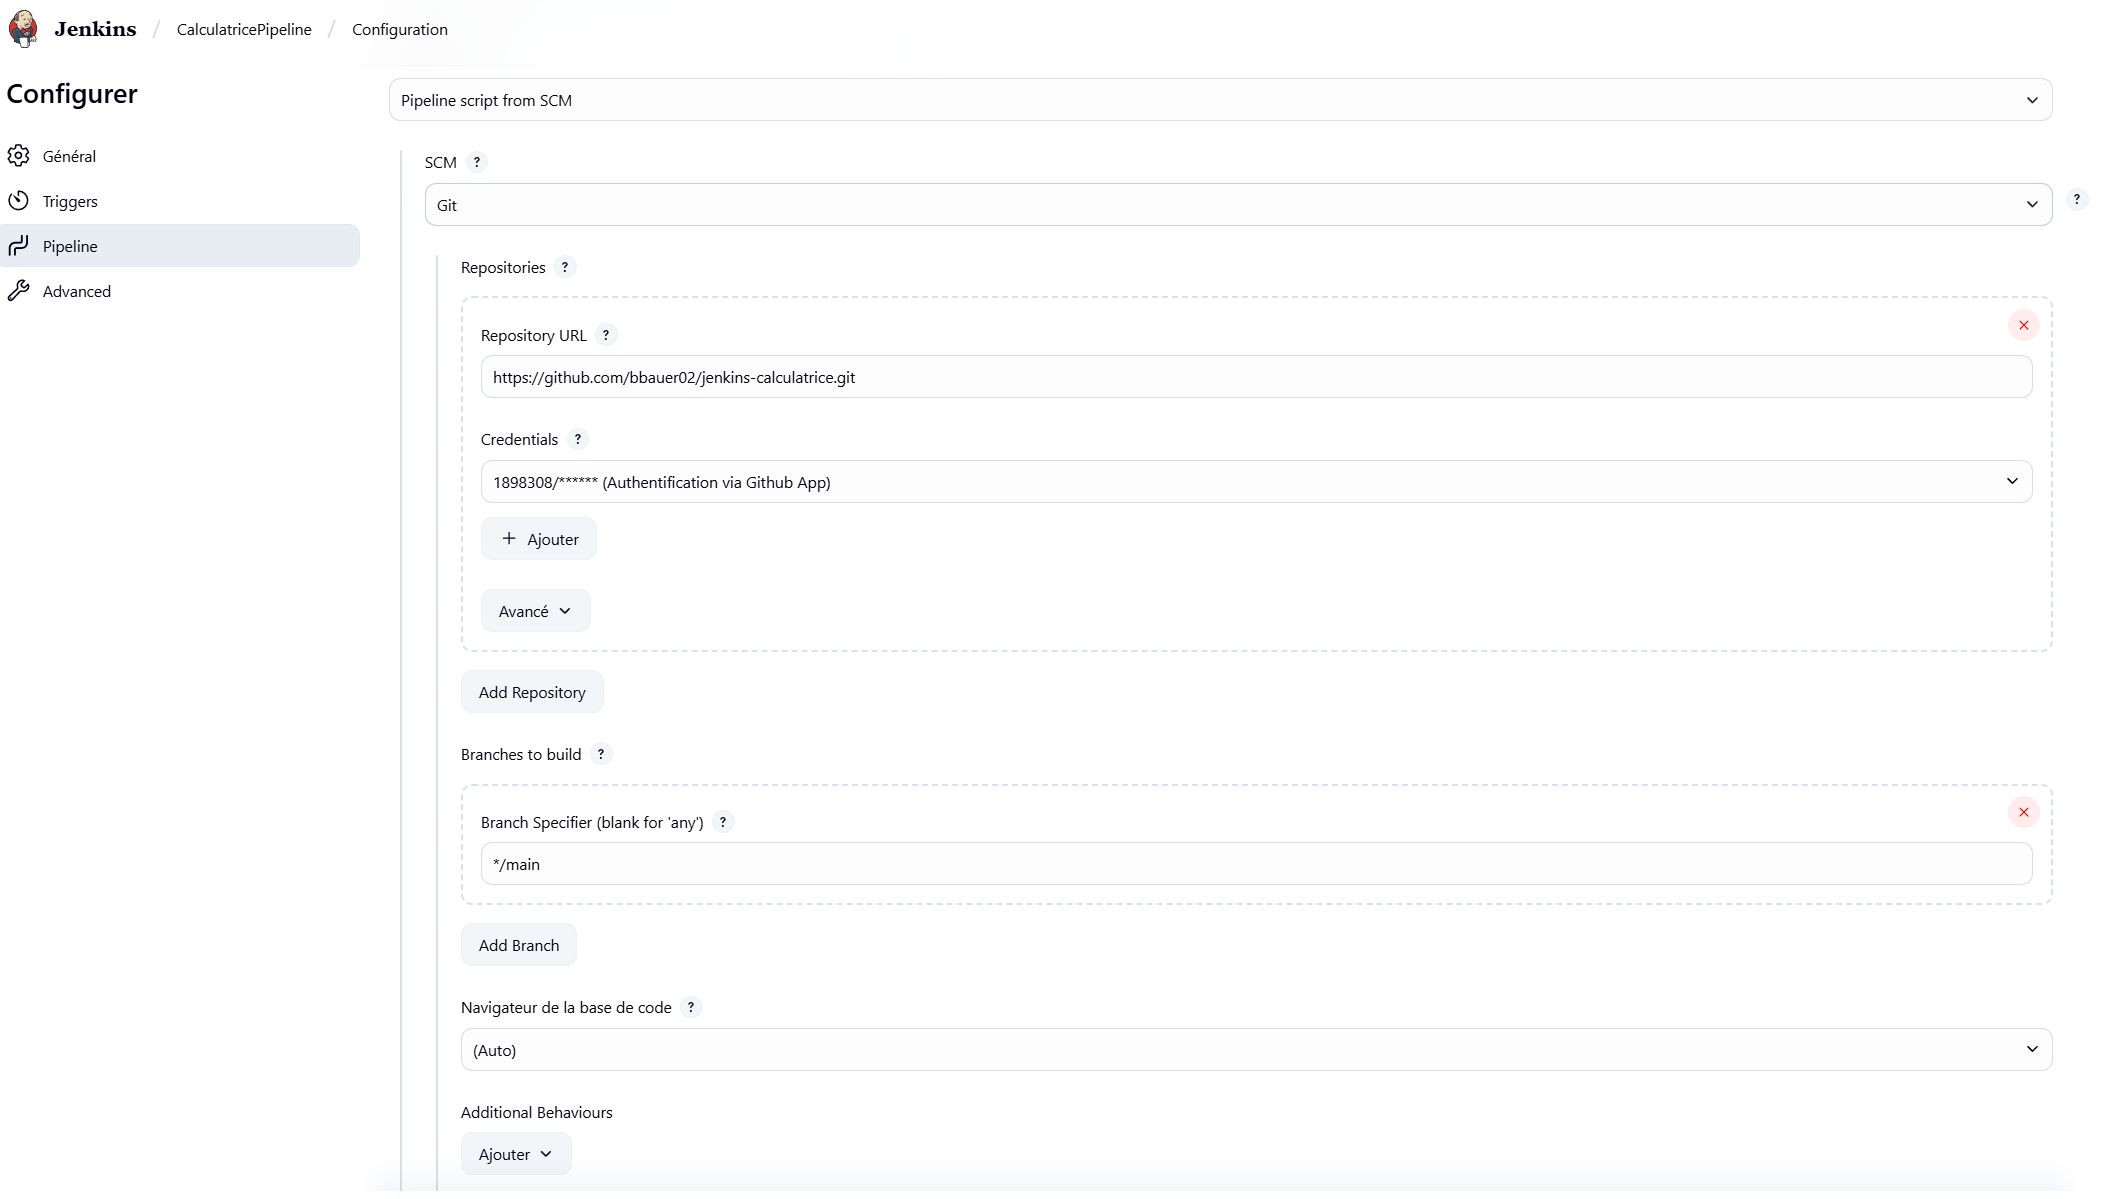 Jenkins / CalculatricePipeline / Configuration
Configurer
Général
Triggers
Pipeline
Advanced
Pipeline script from SCM
SCM ?
Git
?
Repositories ?
Repository URL ?
https://github.com/bbauer02/jenkins-calculatrice.git
Credentials ?
1898308/****** (Authentification via Github App)
+ Ajouter
Avancé
Add Repository
Branches to build ?
Branch Specifier (blank for 'any') ?
*/main
Add Branch
Navigateur de la base de code ?
(Auto)
Additional Behaviours
Ajouter